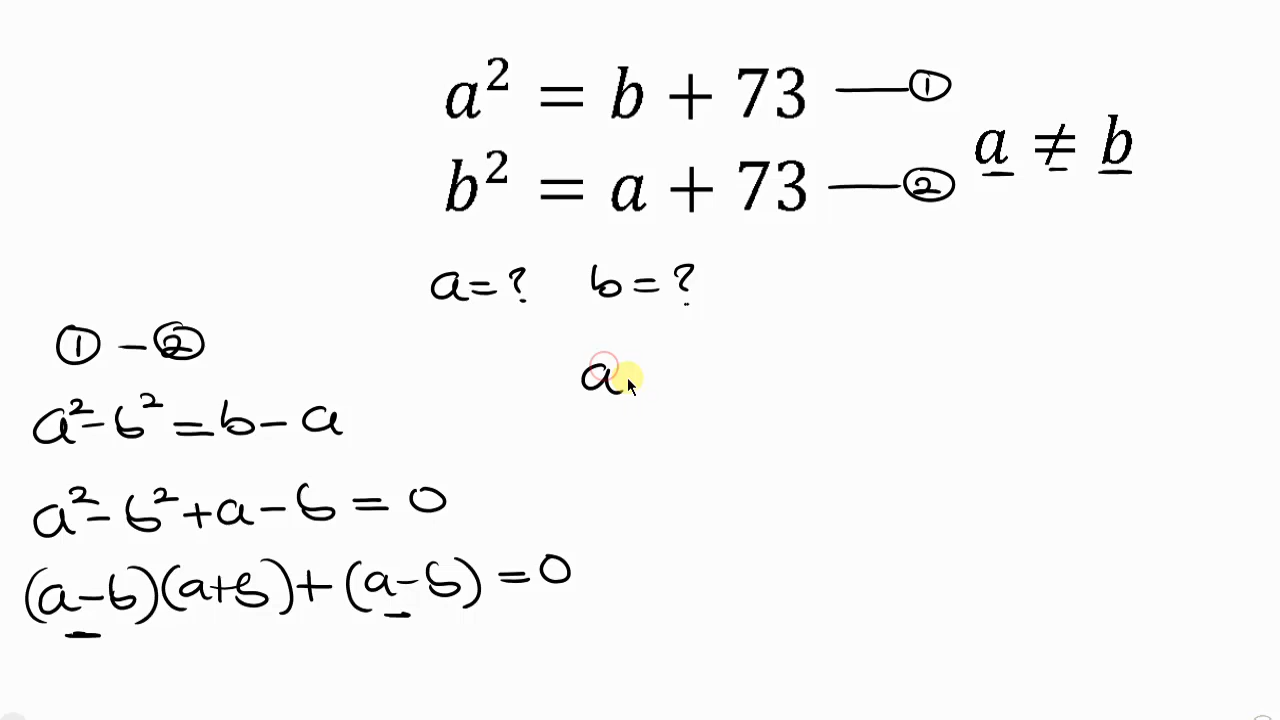 a² = b + 73 —①
a ≠ b
b² = a + 73 —②
a = ? b = ?
① - ②
a
a² - b² = b - a
a² - b² + a - b = 0
(a - b)(a + b) + (a - b) = 0